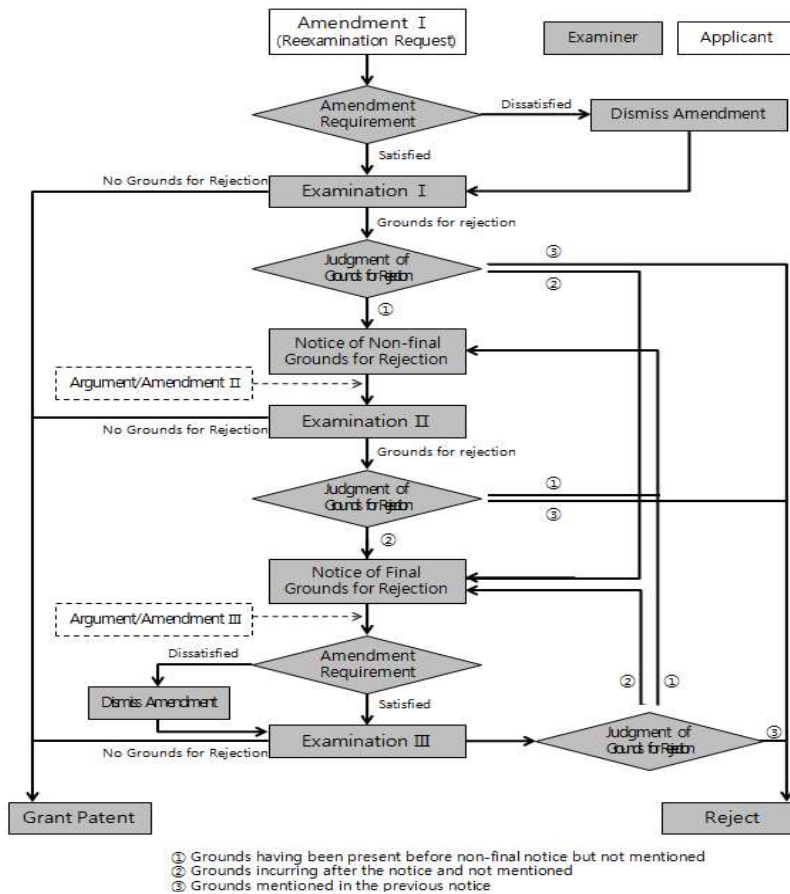 Amendment Ⅰ
(Reexamination Request)
Examiner
Applicant
Amendment
Requirement
Dissatisfied
Dismiss Amendment
Satisfied
No Grounds for Rejection
Examination Ⅰ
Grounds for rejection
Judgment of
Grounds for Rejection
③
②
①
Notice of Non-final
Grounds for Rejection
Argument/Amendment Ⅱ
No Grounds for Rejection
Examination Ⅱ
Grounds for rejection
Judgment of
Grounds for Rejection
①
③
②
Notice of Final
Grounds for Rejection
Argument/Amendment Ⅲ
Dissatisfied
Amendment
Requirement
② ①
Dismiss Amendment
Satisfied
No Grounds for Rejection
Examination Ⅲ
Judgment of
Grounds for Rejection
③
Grant Patent
Reject
① Grounds having been present before non-final notice but not mentioned
② Grounds incurring after the notice and not mentioned
③ Grounds mentioned in the previous notice